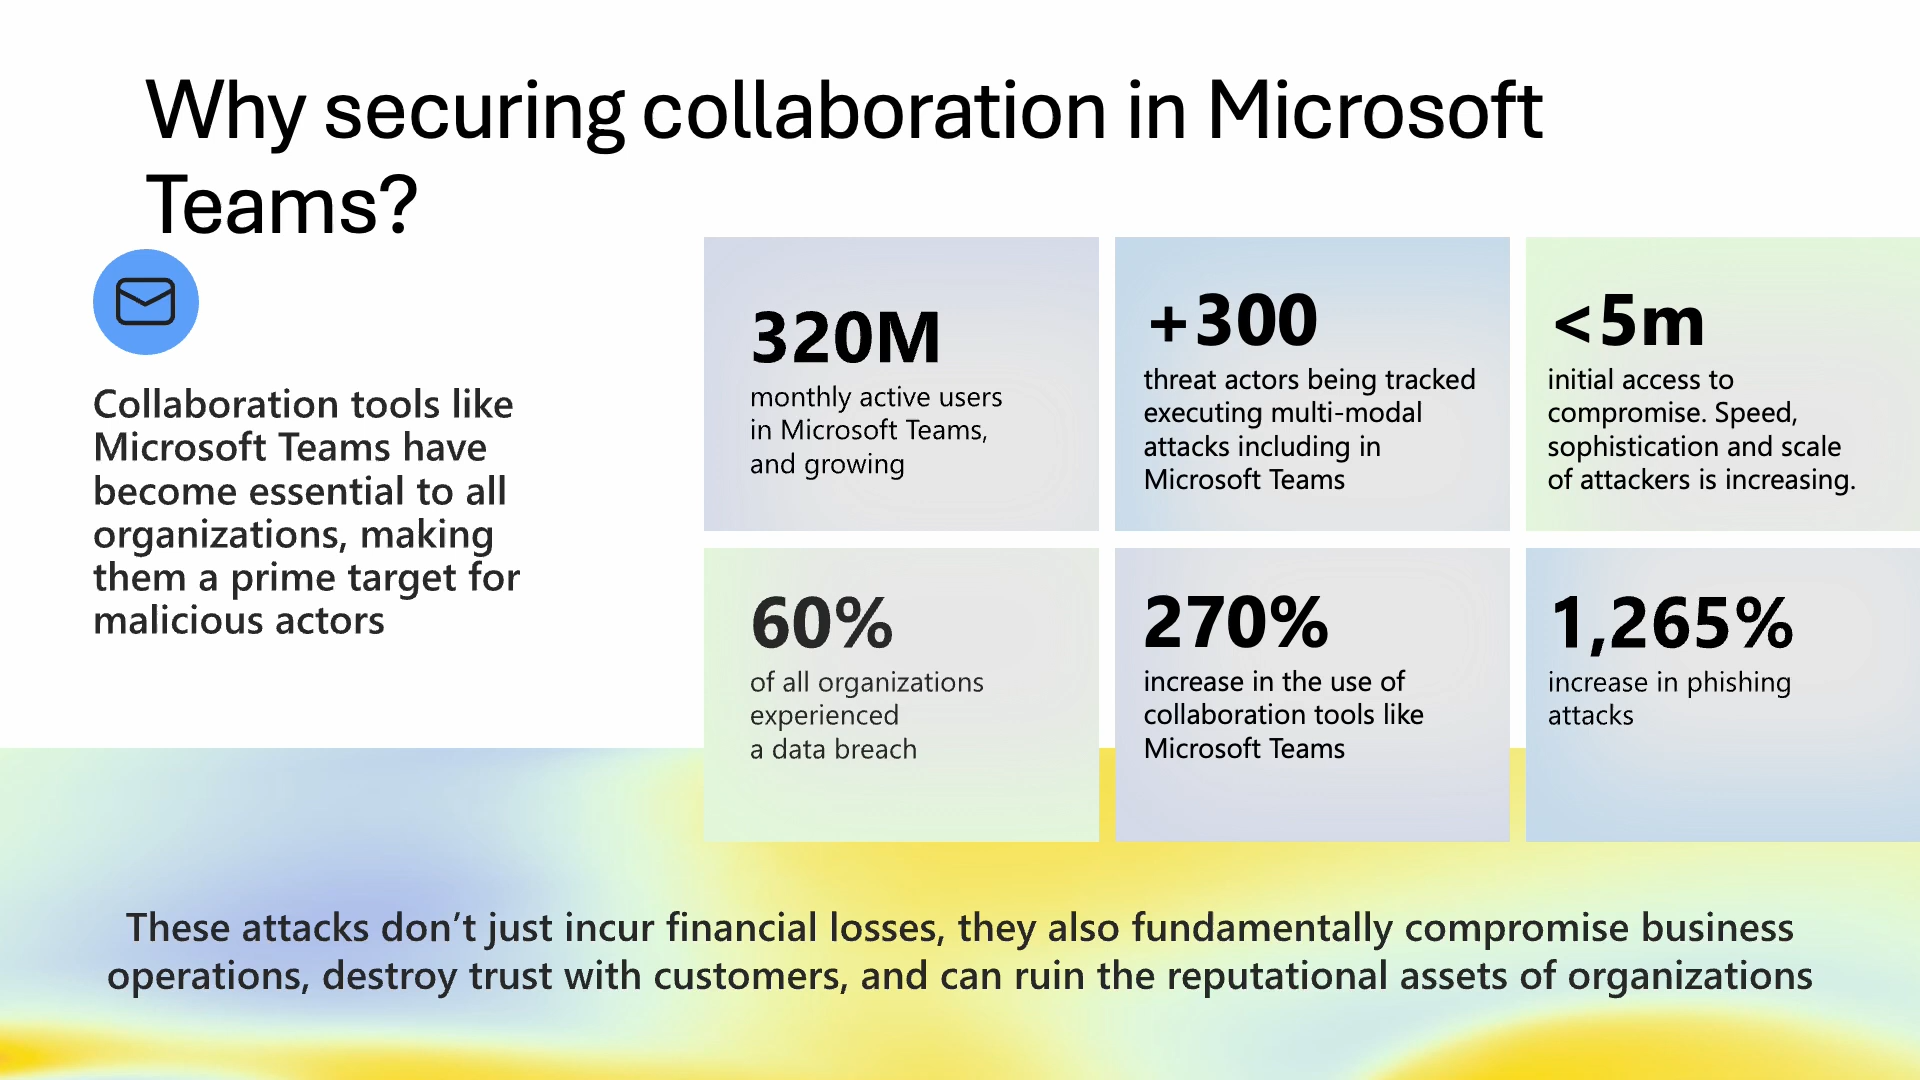 Why securing collaboration in Microsoft
Teams?
Collaboration tools like
Microsoft Teams have
become essential to all
organizations, making
them a prime target for
malicious actors
320M
monthly active users
in Microsoft Teams,
and growing
+300
threat actors being tracked
executing multi-modal
attacks including in
Microsoft Teams
<5m
initial access to
compromise. Speed,
sophistication and scale
of attackers is increasing.
60%
of all organizations
experienced
a data breach
270%
increase in the use of
collaboration tools like
Microsoft Teams
1,265%
increase in phishing
attacks
These attacks don’t just incur financial losses, they also fundamentally compromise business
operations, destroy trust with customers, and can ruin the reputational assets of organizations